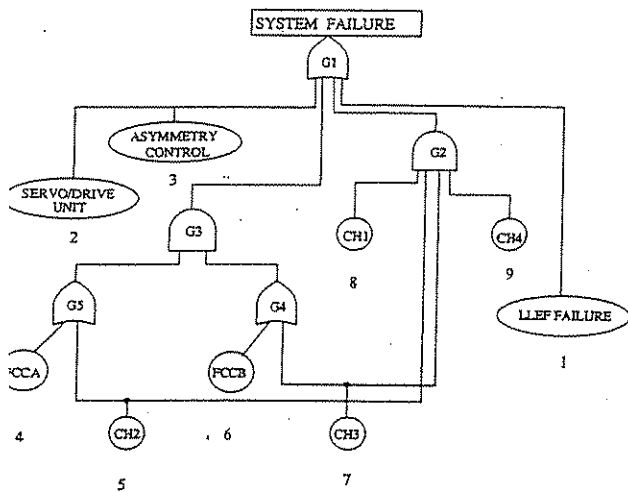 SYSTEM FAILURE
G1
ASYMMETRY
CONTROL
3
G2
SERVO/DRIVE
UNIT
2
G3
CH1
8
CH4
9
G5
G4
LLEF FAILURE
1
FCCA
4
FCCB
6
CH2
5
CH3
7